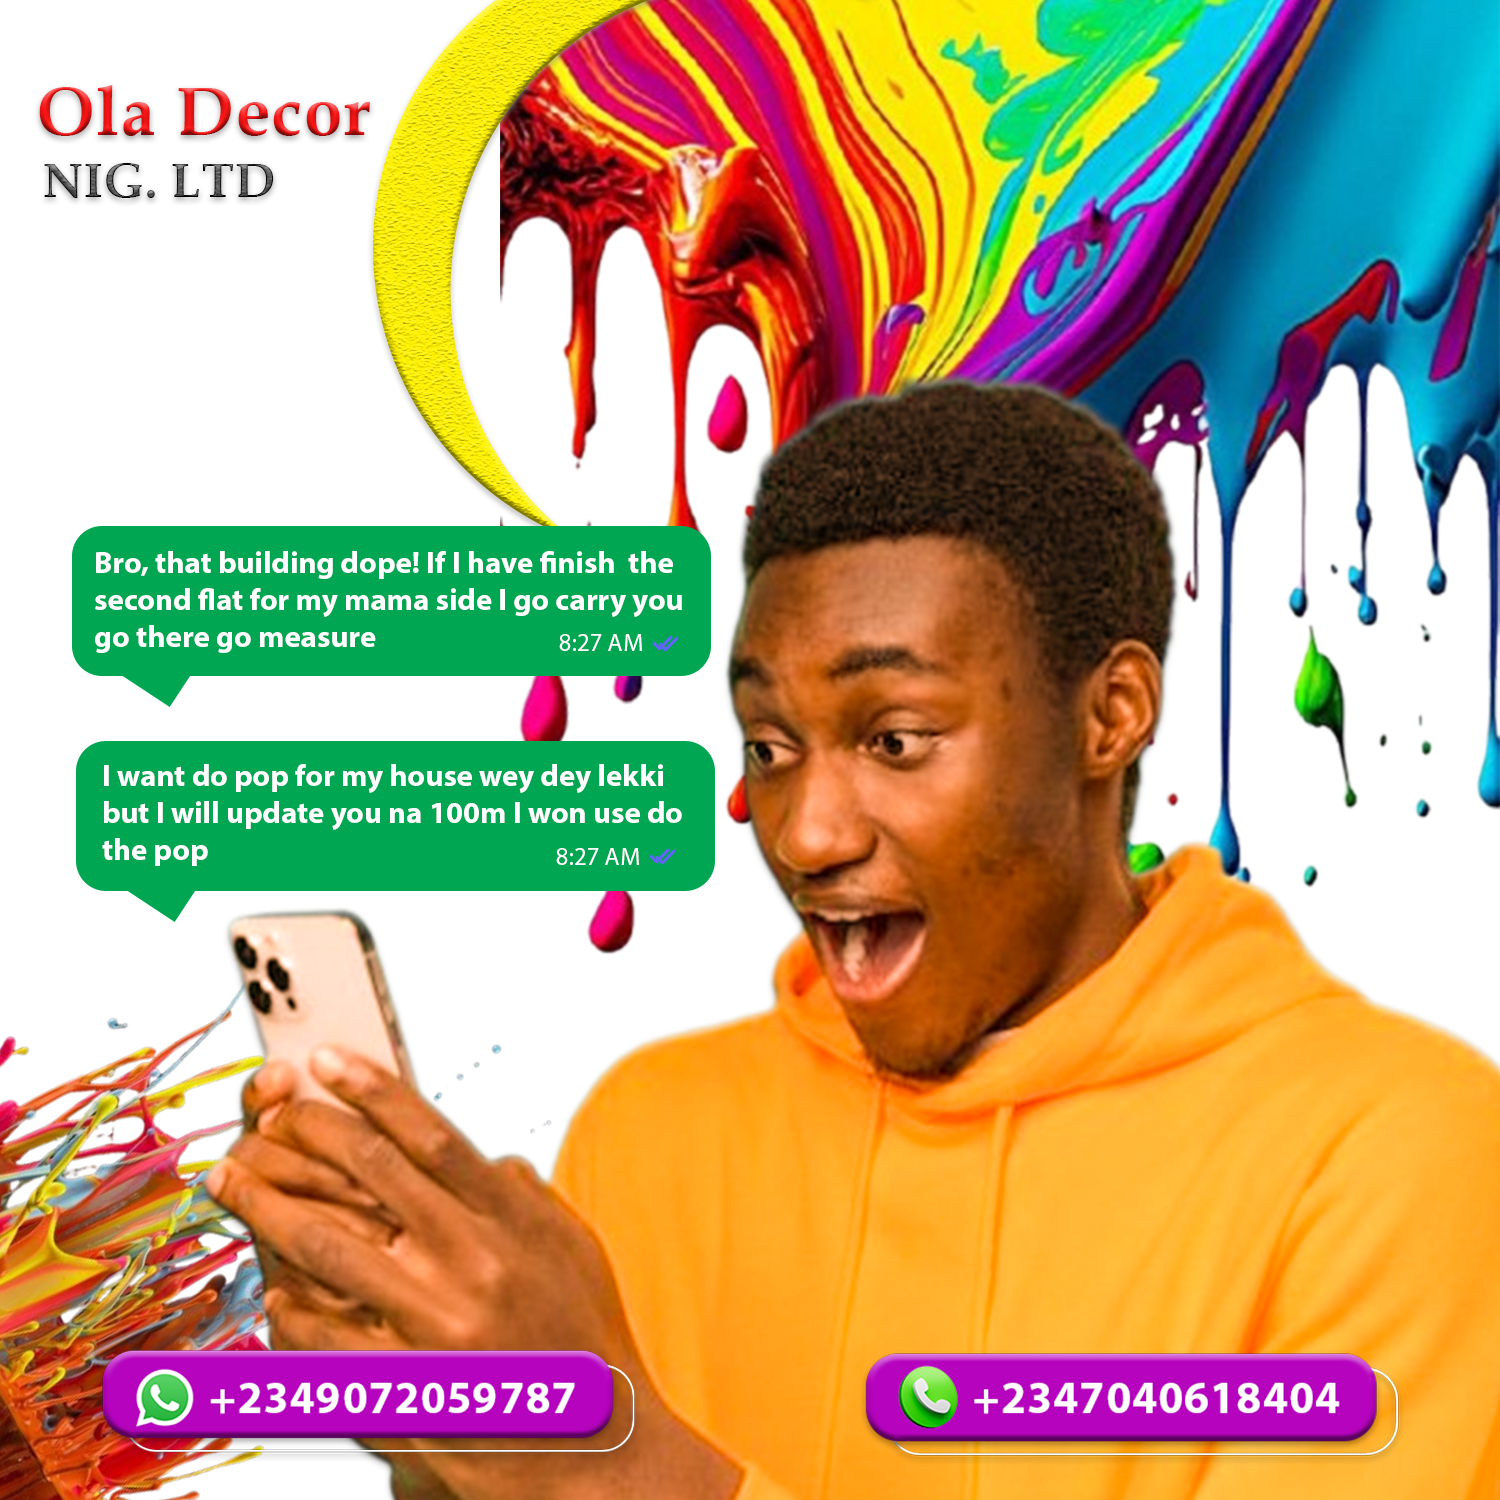 Ola Decor
NIG. LTD
Bro, that building dope! If I have finish the
second flat for my mama side I go carry you
go there go measure
8:27 AM
I want do pop for my house wey dey lekki
but I will update you na 100m I won use do
the pop
8:27 AM
+2349072059787
+2347040618404